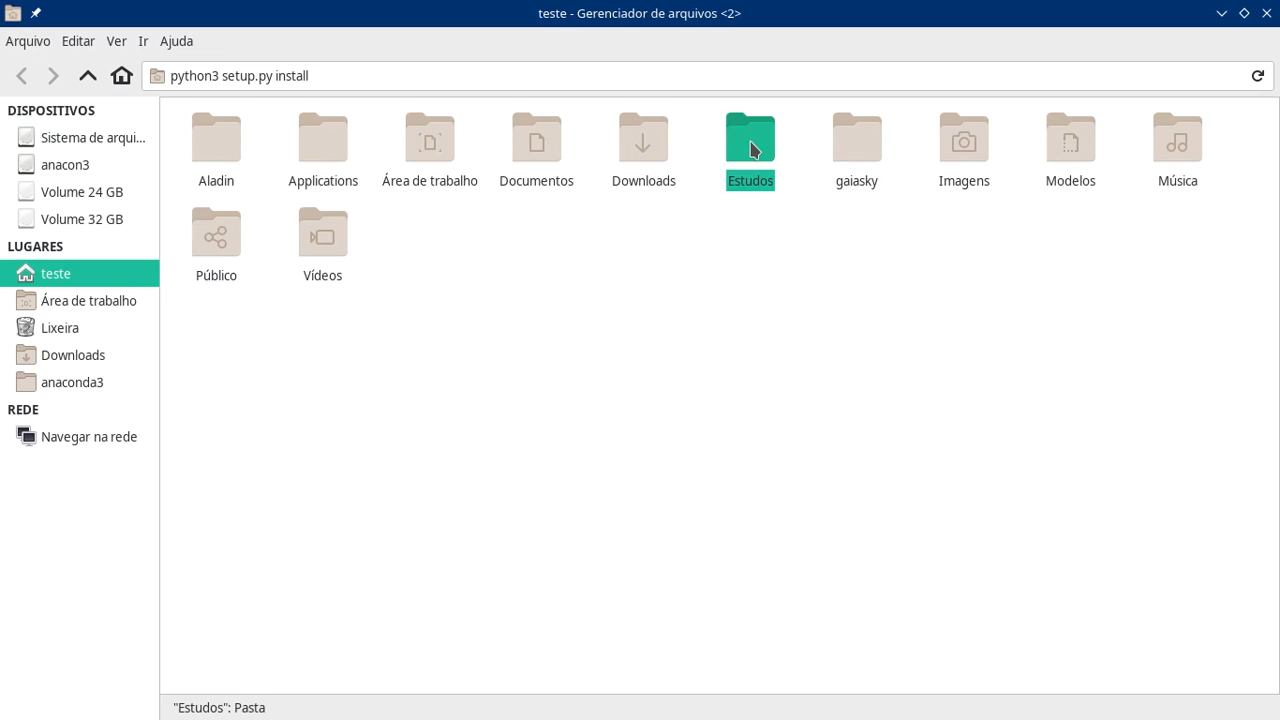 teste - Gerenciador de arquivos <2>
Arquivo Editar Ver Ir Ajuda
python3 setup.py install
DISPOSITIVOS
Sistema de arqui...
anacon3
Volume 24 GB
Volume 32 GB
LUGARES
teste
Área de trabalho
Lixeira
Downloads
anaconda3
REDE
Navegar na rede
Aladin Applications Área de trabalho Documentos Downloads Estudos gaiasky Imagens Modelos Música
Público Vídeos
"Estudos": Pasta